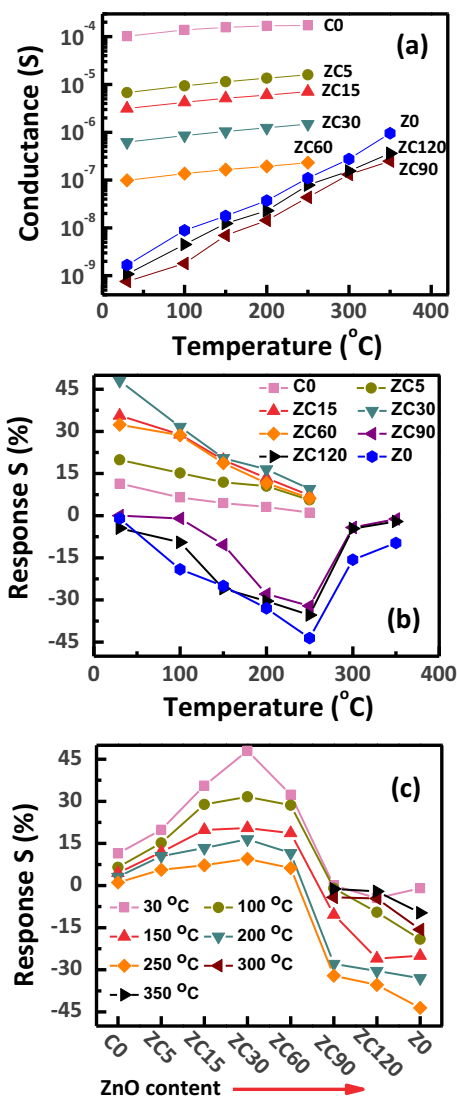 (a)
C0
ZC5
ZC15
ZC30
ZC60
Z0
ZC120
ZC90
10⁻⁴
10⁻⁵
10⁻⁶
10⁻⁷
10⁻⁸
10⁻⁹
Conductance (S)
0 100 200 300 400
Temperature (°C)
C0 ZC5
ZC15 ZC30
ZC60 ZC90
ZC120 Z0
45
30
15
0
-15
-30
-45
Response S (%)
(b)
0 100 200 300 400
Temperature (°C)
(c)
45
30
15
0
-15
-30
-45
Response S (%)
30 °C 100 °C
150 °C 200 °C
250 °C 300 °C
350 °C
C0 ZC5 ZC15 ZC30 ZC60 ZC90 ZC120 Z0
ZnO content